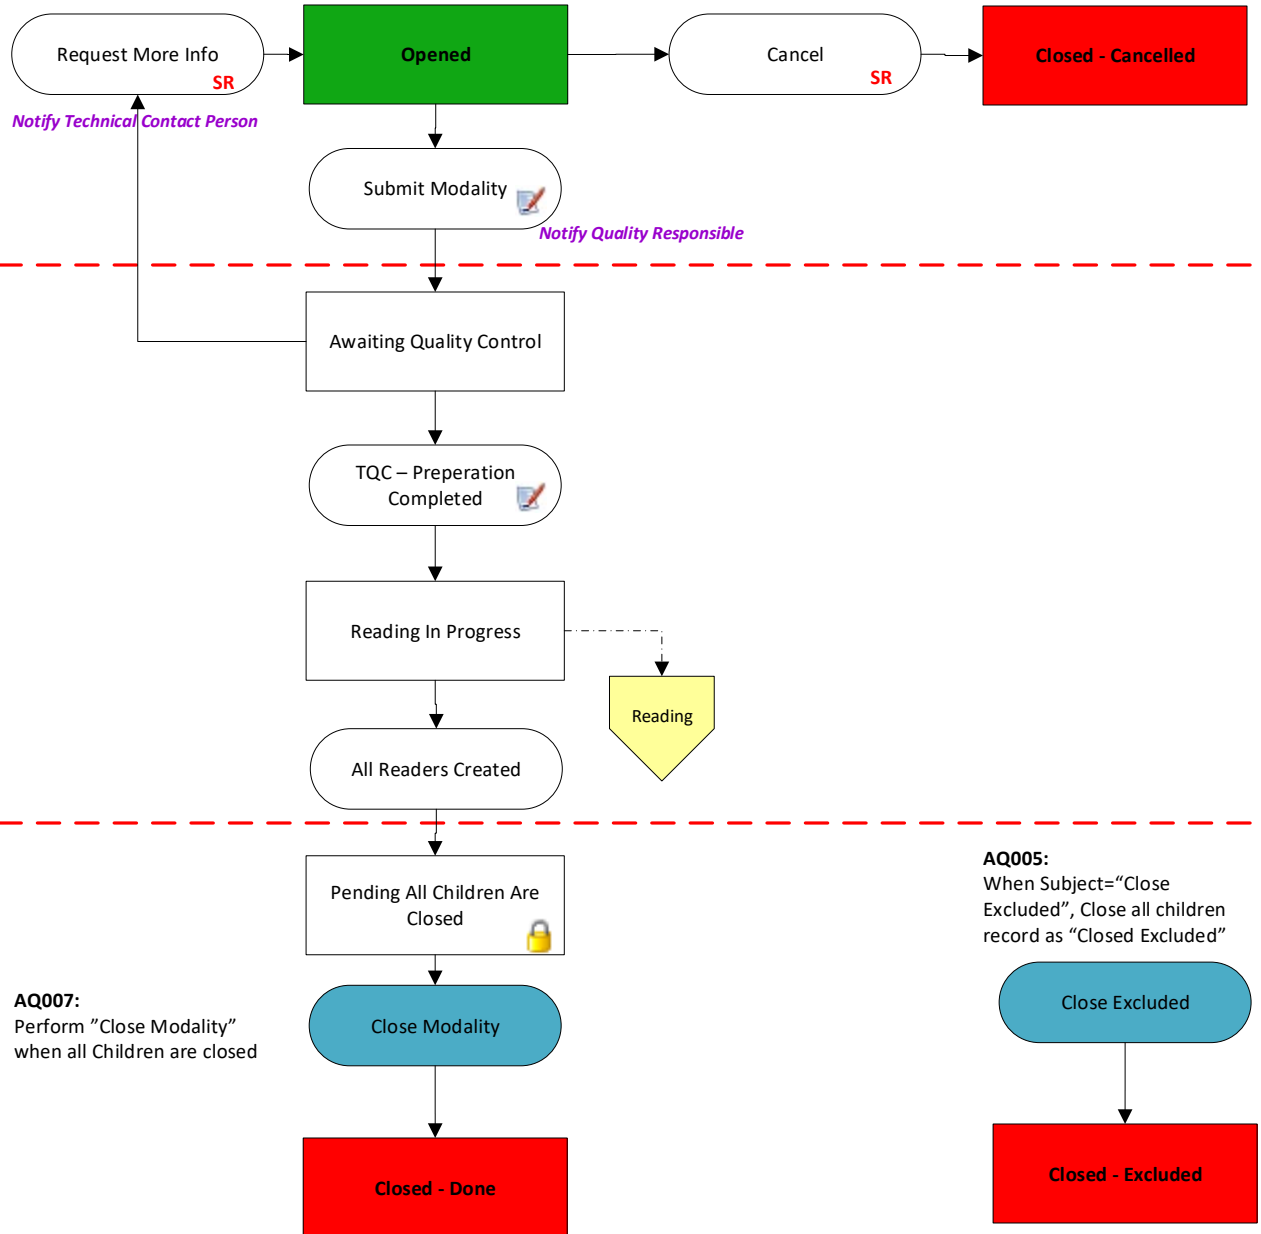 Request More Info
SR
Opened
Cancel
SR
Closed - Cancelled
Notify Technical Contact Person
Submit Modality
Notify Quality Responsible
Awaiting Quality Control
TQC – Preperation
Completed
Reading In Progress
Reading
All Readers Created
Pending All Children Are
Closed
AQ005:
When Subject=“Close
Excluded”, Close all children
record as “Closed Excluded”
AQ007:
Perform ”Close Modality”
when all Children are closed
Close Modality
Close Excluded
Closed - Done
Closed - Excluded